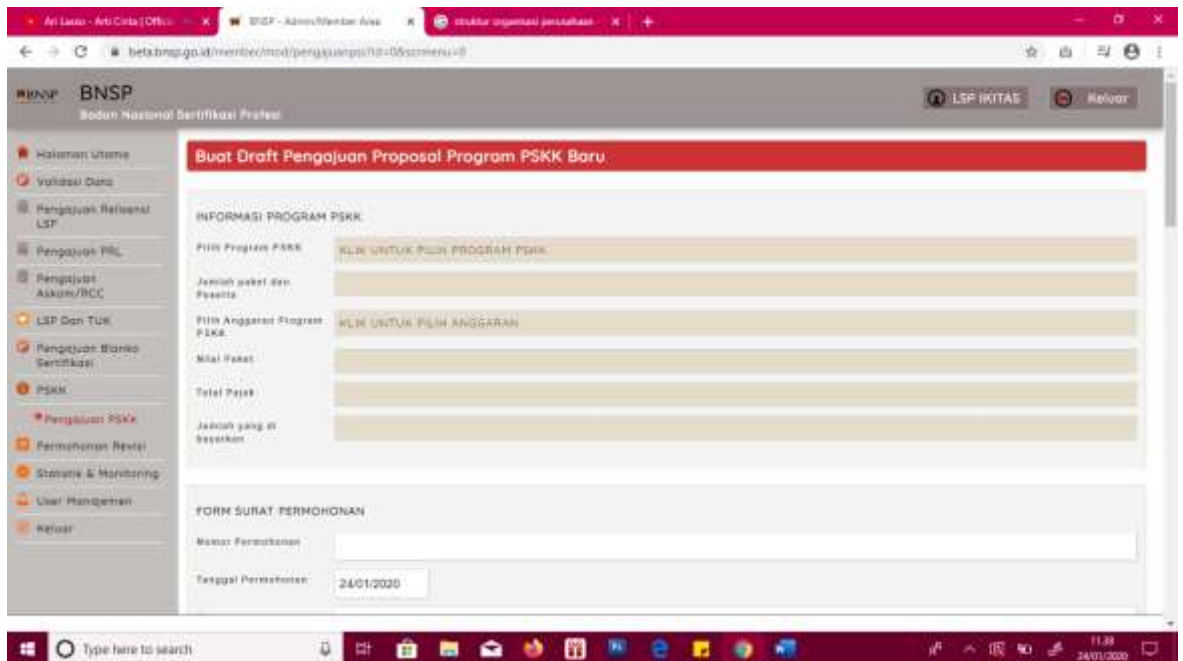 Ari Lasso - Arti Cinta [Offici
BNSP - Admin/Member Area
struktur organisasi perusahaan
beta.bnsp.go.id/member/mod/pengajuanpsi/?id=0&scrmenu=0
BNSP
BNSP
Badan Nasional Sertifikasi Profesi
LSP IKITAS
Keluar
Halaman Utama
Validasi Data
Pengajuan Relisensi
LSP
Pengajuan PRL
Pengajuan
Askom/RCC
LSP Dan TUK
Pengajuan Blanko
Sertifikasi
PSKK
Pengajuan PSKK
Permohonan Revisi
Statistik & Monitoring
User Manajemen
Keluar
Buat Draft Pengajuan Proposal Program PSKK Baru
INFORMASI PROGRAM PSKK
Pilih Program PSKK
KLIK UNTUK PILIH PROGRAM PSKK
Jumlah paket dan
Peserta
Pilih Anggaran Program
PSKK
KLIK UNTUK PILIH ANGGARAN
Nilai Paket
Total Pajak
Jumlah yang di
bayarkan
FORM SURAT PERMOHONAN
Nomor Permohonan
Tanggal Permohonan
24/01/2020
Type here to search
11.38
24/01/2020